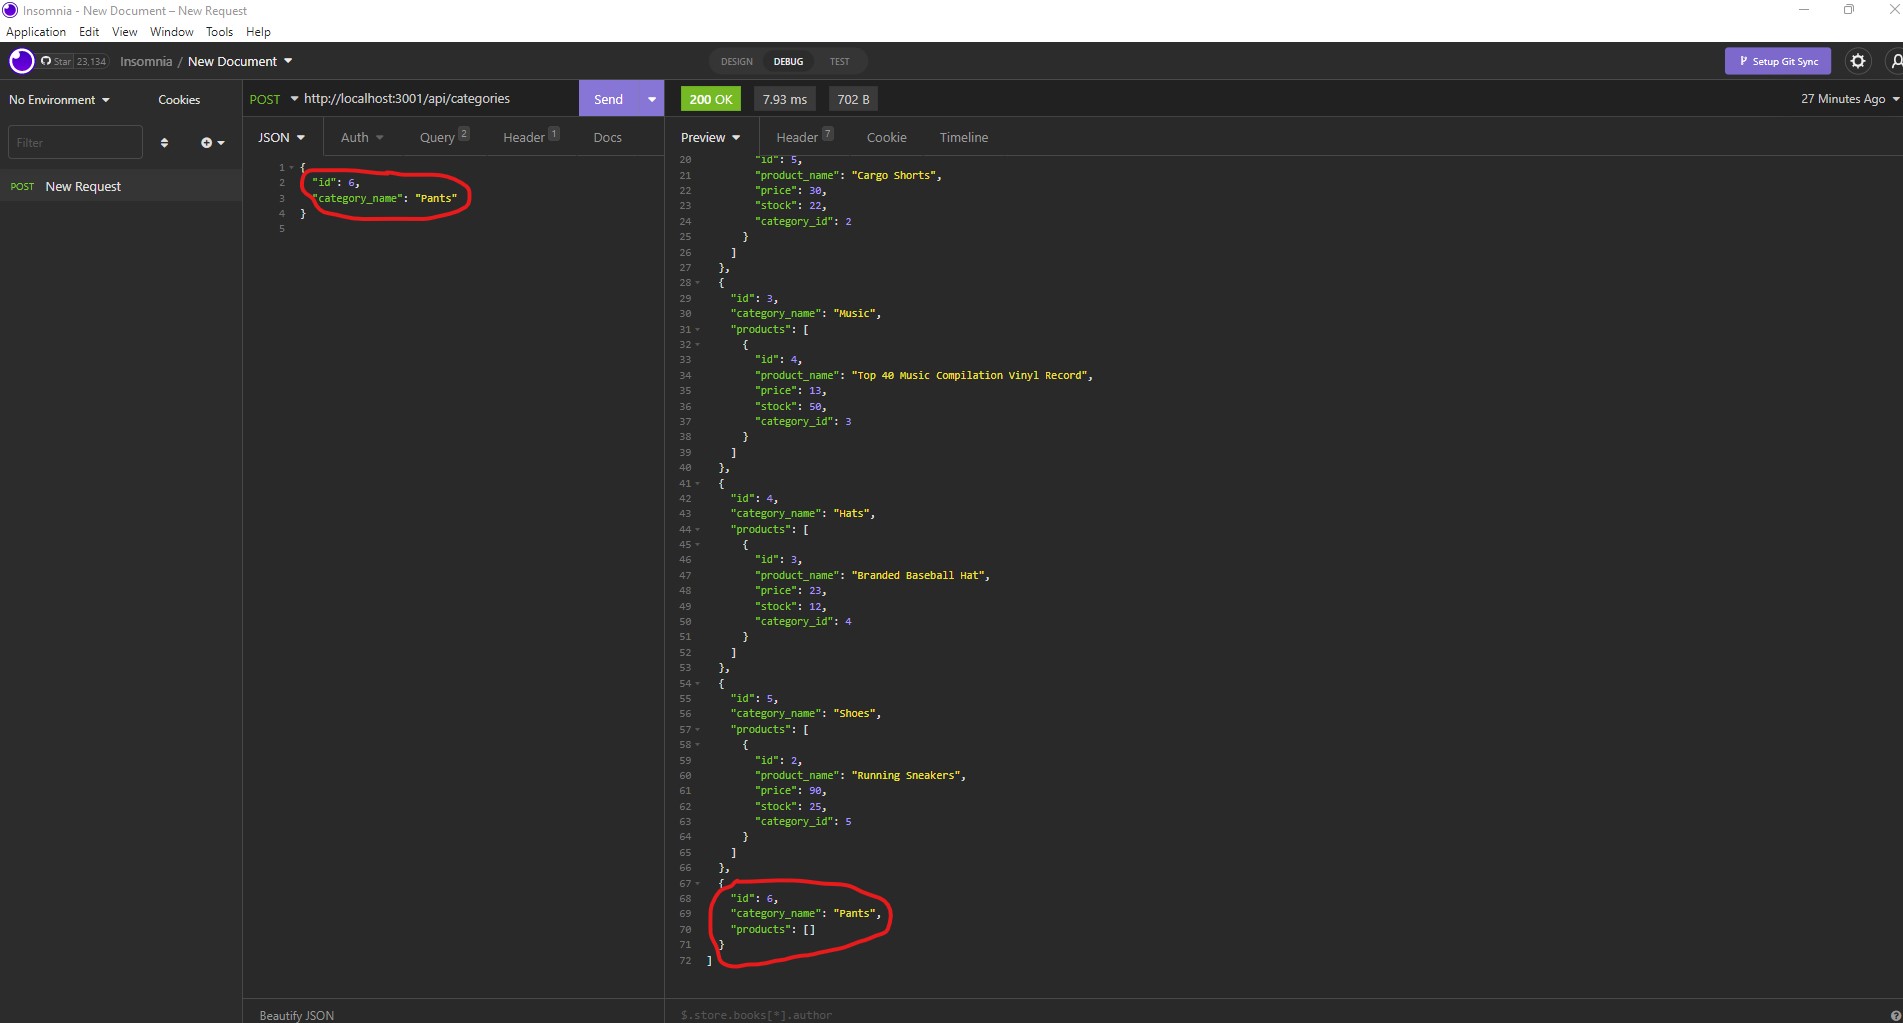 Insomnia - New Document – New Request
Application Edit View Window Tools Help
Star 23,134 Insomnia / New Document DESIGN DEBUG TEST Setup Git Sync
No Environment Cookies POST http://localhost:3001/api/categories Send 200 OK 7.93 ms 702 B 27 Minutes Ago
Filter JSON Auth Query 2 Header 1 Docs Preview Header 7 Cookie Timeline
POST New Request
1 {
2 "id": 6,
3 "category_name": "Pants"
4 }
5
20 "id": 5,
21 "product_name": "Cargo Shorts",
22 "price": 30,
23 "stock": 22,
24 "category_id": 2
25 }
26 ]
27 },
28 {
29 "id": 3,
30 "category_name": "Music",
31 "products": [
32 {
33 "id": 4,
34 "product_name": "Top 40 Music Compilation Vinyl Record",
35 "price": 13,
36 "stock": 50,
37 "category_id": 3
38 }
39 ]
40 },
41 {
42 "id": 4,
43 "category_name": "Hats",
44 "products": [
45 {
46 "id": 3,
47 "product_name": "Branded Baseball Hat",
48 "price": 23,
49 "stock": 12,
50 "category_id": 4
51 }
52 ]
53 },
54 {
55 "id": 5,
56 "category_name": "Shoes",
57 "products": [
58 {
59 "id": 2,
60 "product_name": "Running Sneakers",
61 "price": 90,
62 "stock": 25,
63 "category_id": 5
64 }
65 ]
66 },
67 {
68 "id": 6,
69 "category_name": "Pants",
70 "products": []
71 }
72 ]
Beautify JSON $.store.books[*].author